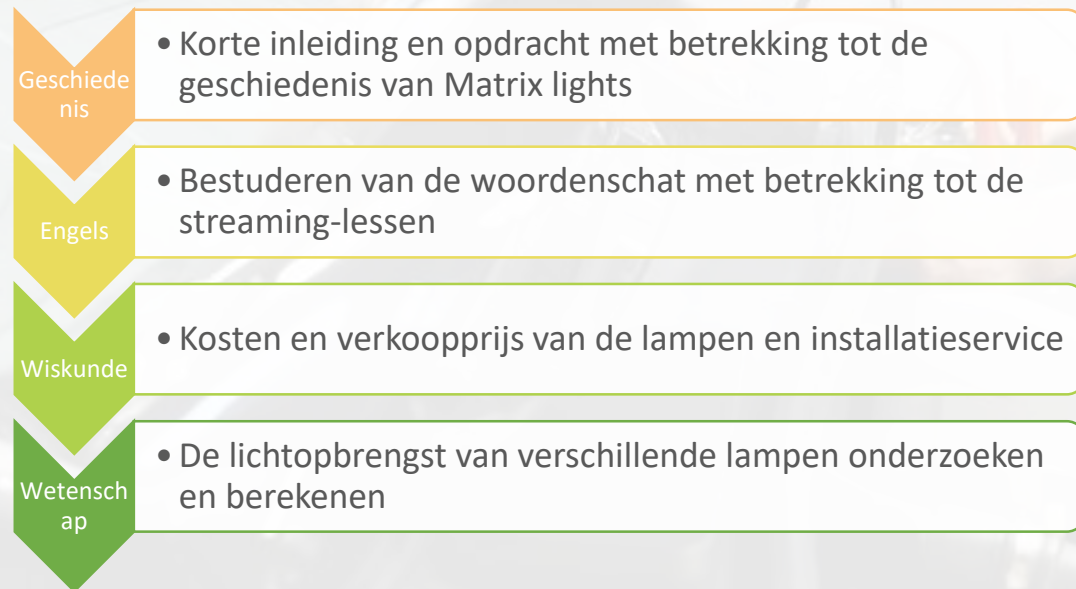 Geschiede
nis
• Korte inleiding en opdracht met betrekking tot de
geschiedenis van Matrix lights
Engels
• Bestuderen van de woordenschat met betrekking tot de
streaming-lessen
Wiskunde
• Kosten en verkoopprijs van de lampen en installatieservice
Wetensch
ap
• De lichtopbrengst van verschillende lampen onderzoeken
en berekenen